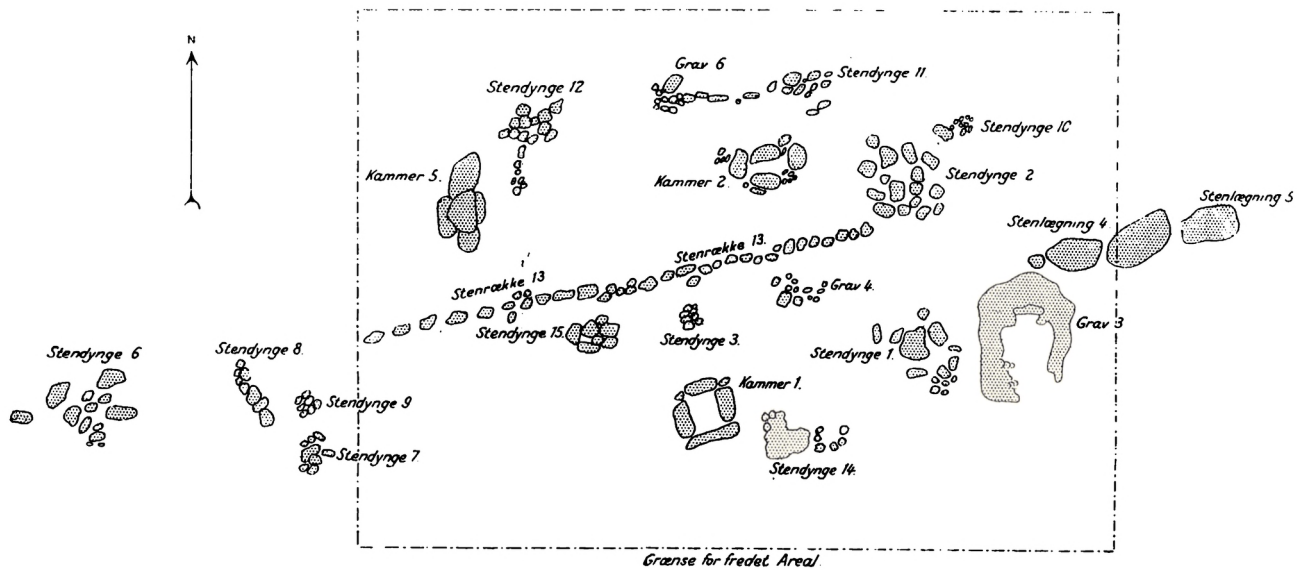 N
Grav 6
Stendynge 11.
Stendynge 12
Stendynge 10
Kammer 5.
Kammer 2.
Stendynge 2
Stenlægning 5
Stenlægning 4
Stenrække 13.
Stenrække 13
Grav 4.
Grav 3
Stendynge 15.
Stendynge 3.
Stendynge 1.
Stendynge 6
Stendynge 8.
Kammer 1.
Stendynge 9
Stendynge 7.
Stendynge 14.
Grænse for fredet Areal.